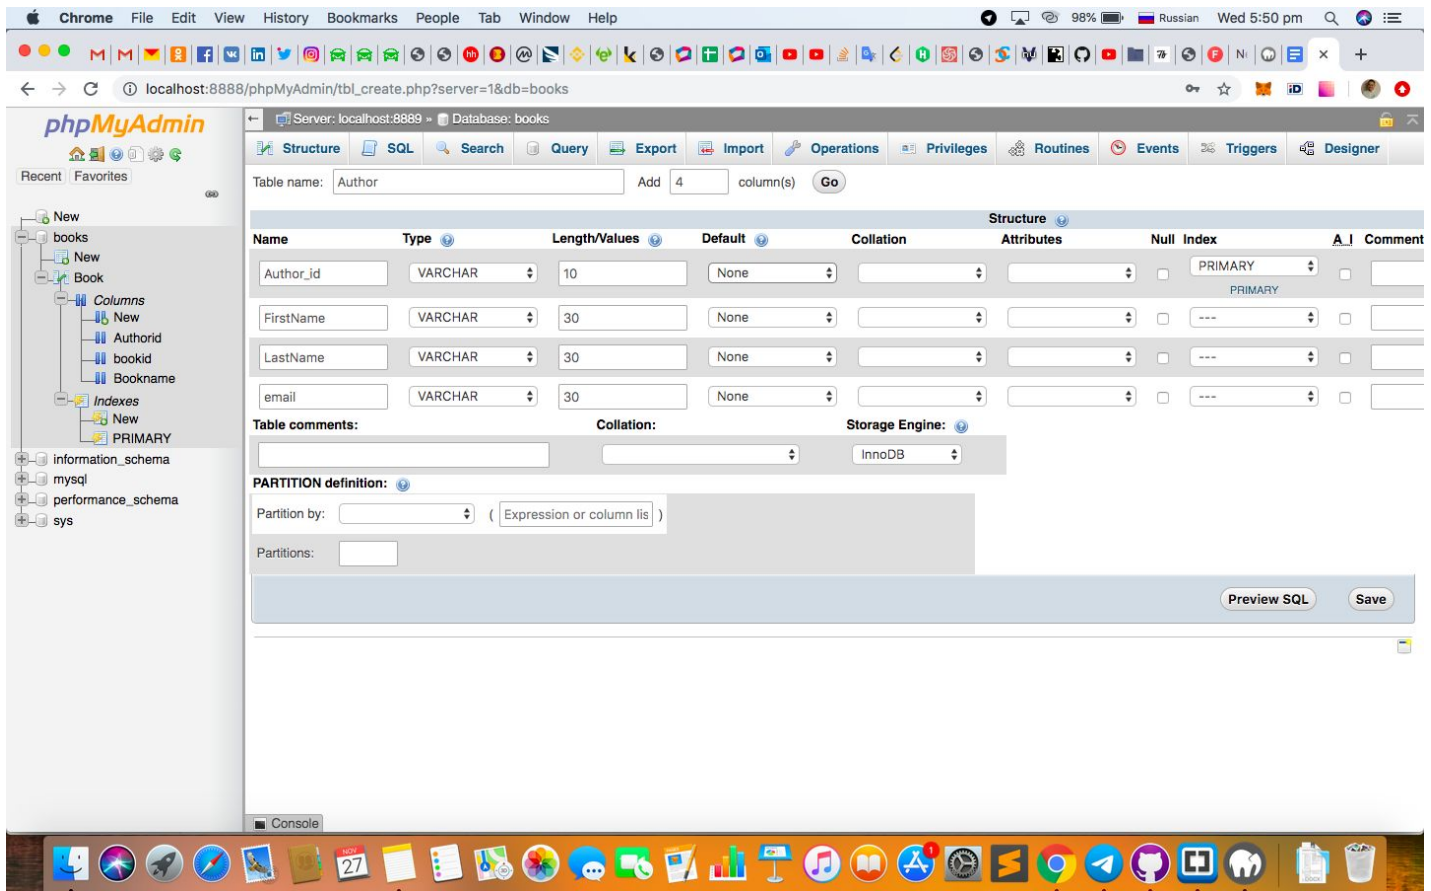 Chrome File Edit View History Bookmarks People Tab Window Help 98% Russian Wed 5:50 pm
localhost:8888/phpMyAdmin/tbl_create.php?server=1&db=books
phpMyAdmin
Recent Favorites
New
books
New
Book
Columns
New
Authorid
bookid
Bookname
Indexes
New
PRIMARY
information_schema
mysql
performance_schema
sys
Server: localhost:8889 » Database: books
Structure SQL Search Query Export Import Operations Privileges Routines Events Triggers Designer
Table name: Author Add 4 column(s) Go
Structure
Name Type Length/Values Default Collation Attributes Null Index A_I Comment
Author_id VARCHAR 10 None PRIMARY
PRIMARY
FirstName VARCHAR 30 None ---
LastName VARCHAR 30 None ---
email VARCHAR 30 None ---
Table comments: Collation: Storage Engine:
InnoDB
PARTITION definition:
Partition by: ( Expression or column lis )
Partitions:
Preview SQL Save
Console
NOV
27
1